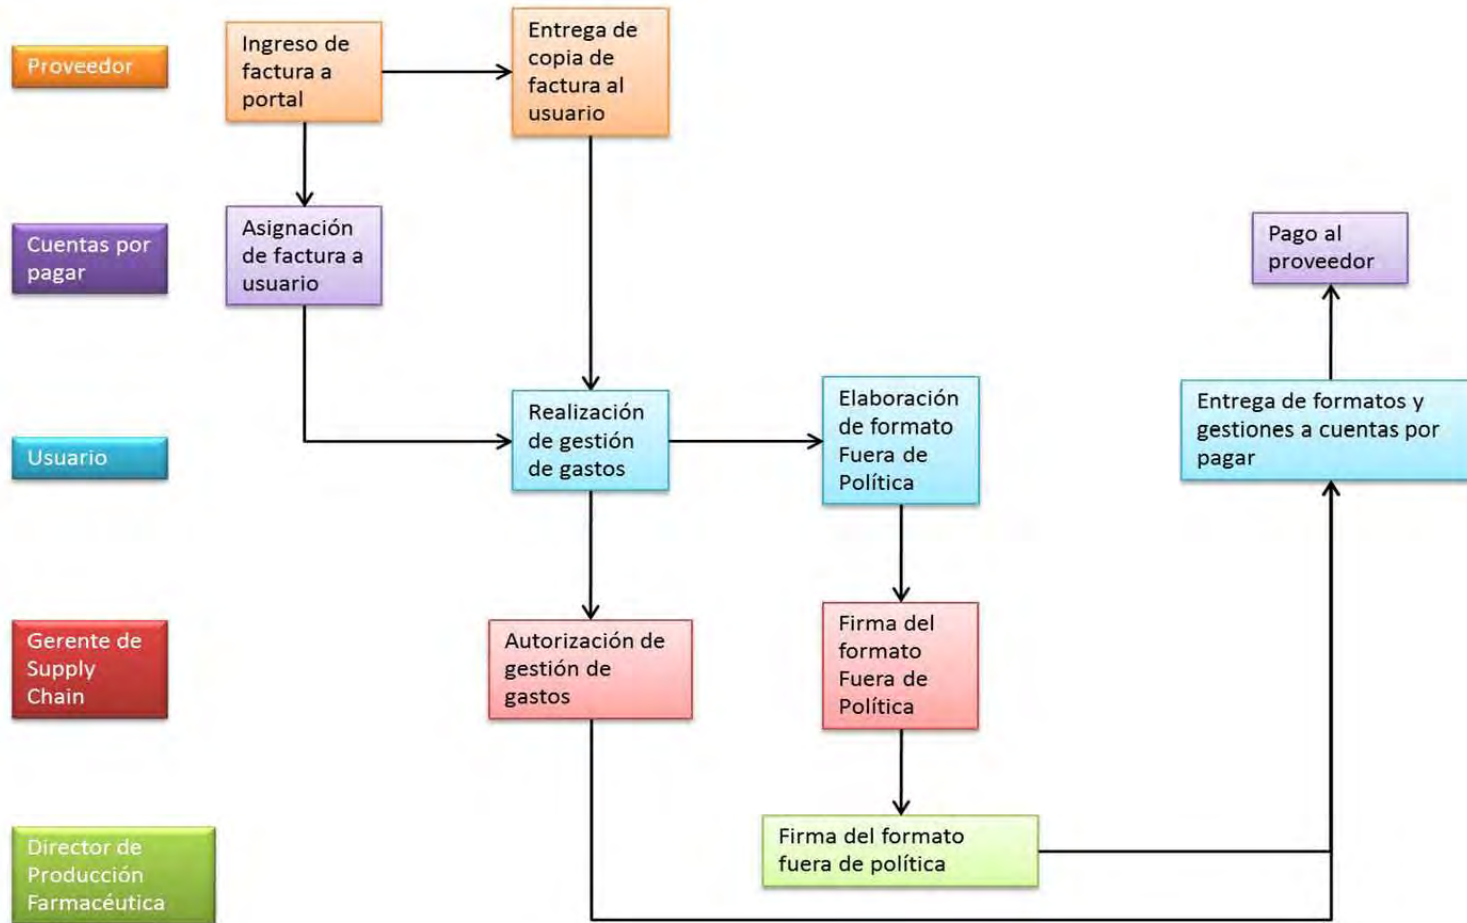 Proveedor
Ingreso de
factura a
portal
Entrega de
copia de
factura al
usuario
Cuentas por
pagar
Asignación
de factura a
usuario
Pago al
proveedor
Usuario
Realización
de gestión
de gastos
Elaboración
de formato
Fuera de
Política
Entrega de formatos y
gestiones a cuentas por
pagar
Gerente de
Supply
Chain
Autorización de
gestión de
gastos
Firma del
formato
Fuera de
Política
Director de
Producción
Farmacéutica
Firma del formato
fuera de política